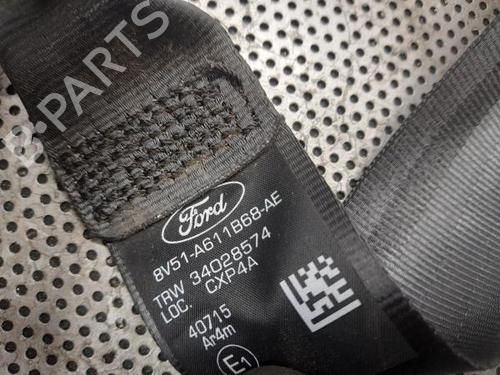 B-PARTS
Ford
8V51-A611B68-AE
TRW 34028574
LOC. CXP4A
40715
Ar4m
E1